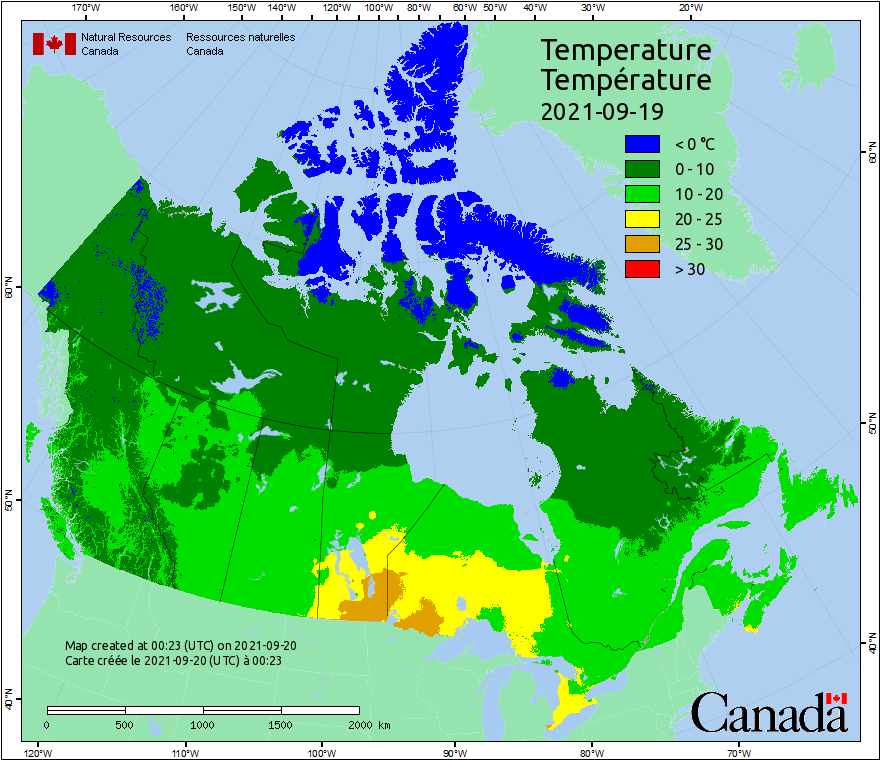 170°W 160°W 150°W 140°W 120°W 100°W 80°W 60°W 50°W 40°W 30°W 20°W
Natural Resources Ressources naturelles
Canada Canada
Temperature
Température
2021-09-19
< 0 °C
0 - 10
10 - 20
20 - 25
25 - 30
> 30
60°N
60°N
50°N
50°N
40°N
40°N
Map created at 00:23 (UTC) on 2021-09-20
Carte créée le 2021-09-20 (UTC) à 00:23
0 500 1000 1500 2000 km
Canada
120°W 110°W 100°W 90°W 80°W 70°W